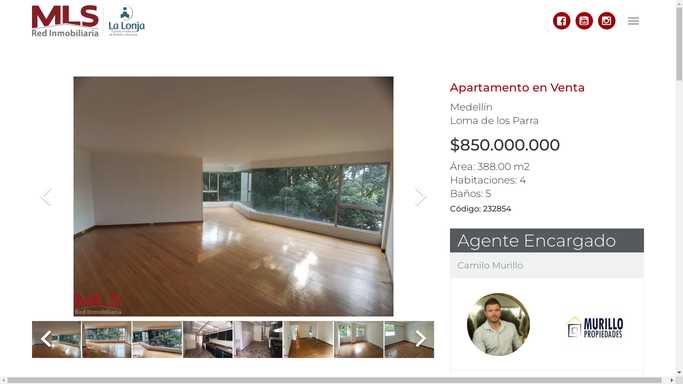 MLS
Red Inmobiliaria
La Lonja
Apartamento en Venta
Medellín
Loma de los Parra
$850.000.000
Área: 388.00 m2
Habitaciones: 4
Baños: 5
Código: 232854
MLS
Red Inmobiliaria
Agente Encargado
Camilo Murillo
MURILLO
PROPIEDADES